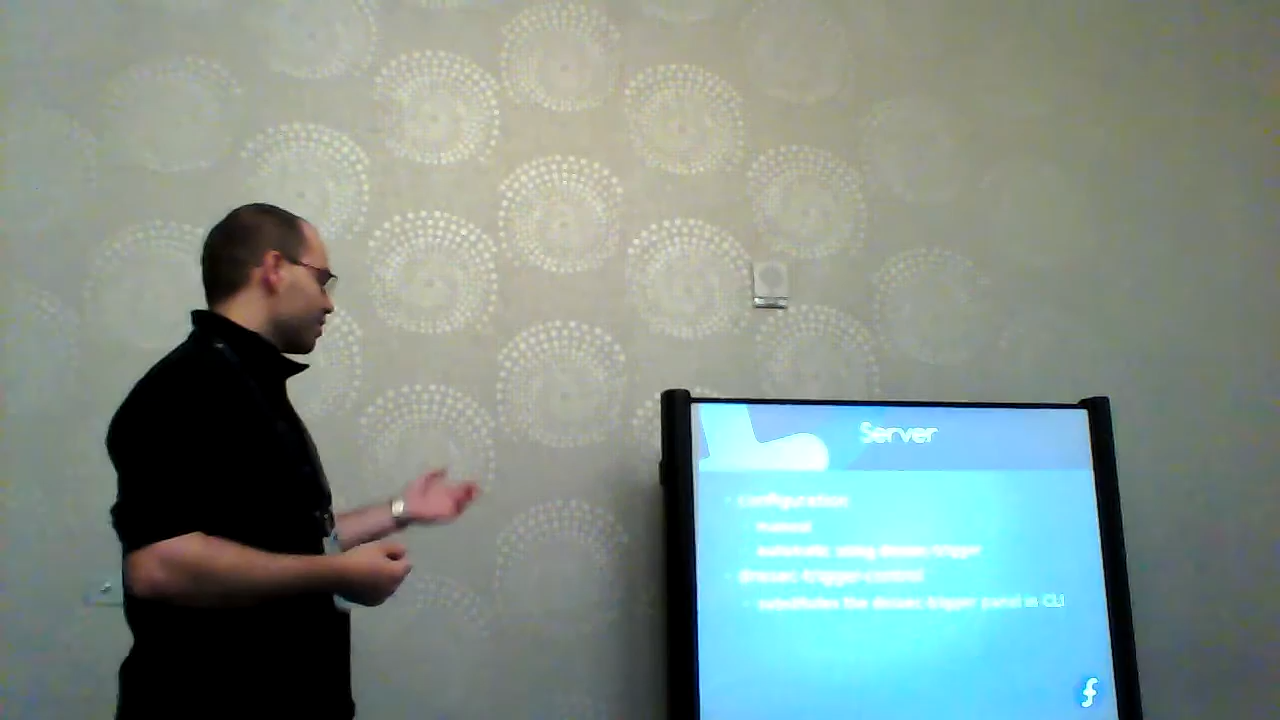 Server
configuration
manual
automatic using dnssec-trigger
dnssec-trigger-control
substitutes the dnssec-trigger panel in CLI